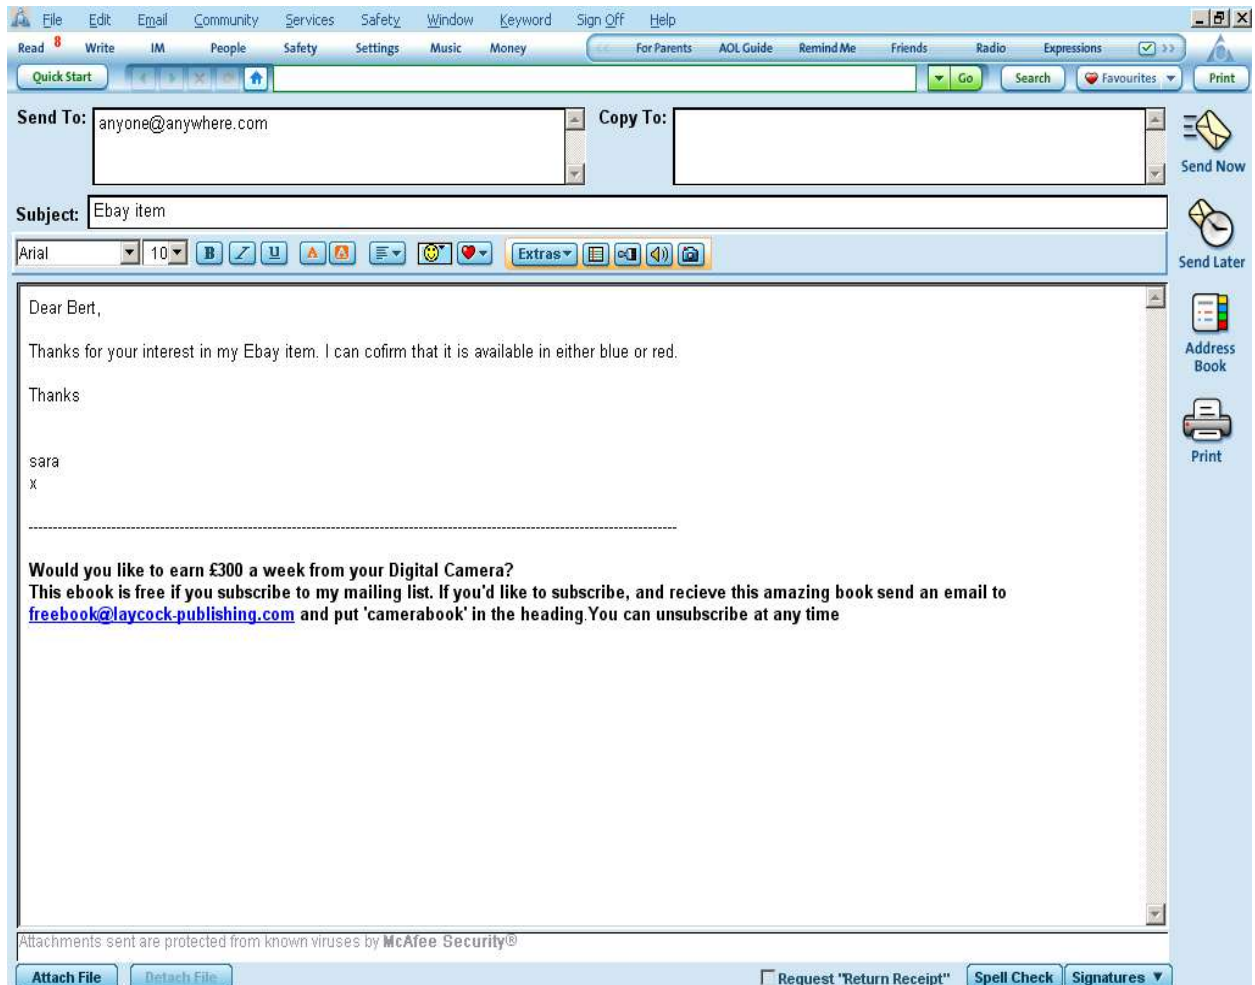 File Edit Email Community Services Safety Window Keyword Sign Off Help
Read 8 Write IM People Safety Settings Music Money For Parents AOL Guide Remind Me Friends Radio Expressions >>
Quick Start Go Search Favourites Print
Send To: anyone@anywhere.com Copy To:
Send Now
Subject: Ebay item
Arial 10 B I U A A Extras
Send Later
Dear Bert,
Thanks for your interest in my Ebay item. I can cofirm that it is available in either blue or red.
Address
Book
Thanks
sara
Print
x
------------------------------------------------------------
Would you like to earn £300 a week from your Digital Camera?
This ebook is free if you subscribe to my mailing list. If you'd like to subscribe, and recieve this amazing book send an email to
freebook@laycock-publishing.com and put 'camerabook' in the heading.You can unsubscribe at any time
Attachments sent are protected from known viruses by McAfee Security®
Attach File Detach File Request "Return Receipt" Spell Check Signatures